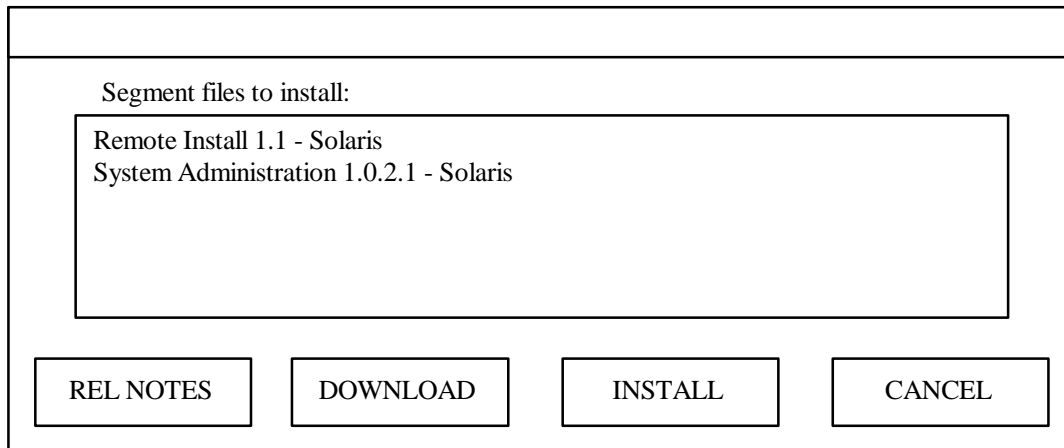 Segment files to install:
Remote Install 1.1 - Solaris
System Administration 1.0.2.1 - Solaris
REL NOTES DOWNLOAD INSTALL CANCEL